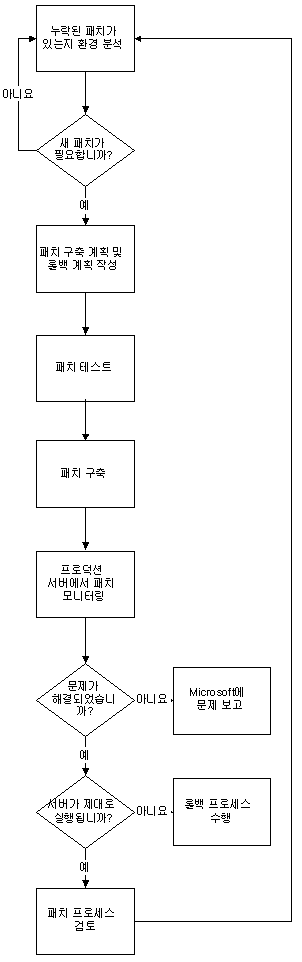 누락된 패치가
있는지 환경 분석
아니요
새 패치가
필요합니까?
예
패치 구축 계획 및
롤백 계획 작성
패치 테스트
패치 구축
프로덕션
서버에서 패치
모니터링
문제가
해결되었습니
까?
아니요
Microsoft에
문제 보고
예
서버가 제대로
실행됩니까?
아니요
롤백 프로세스
수행
예
패치 프로세스
검토